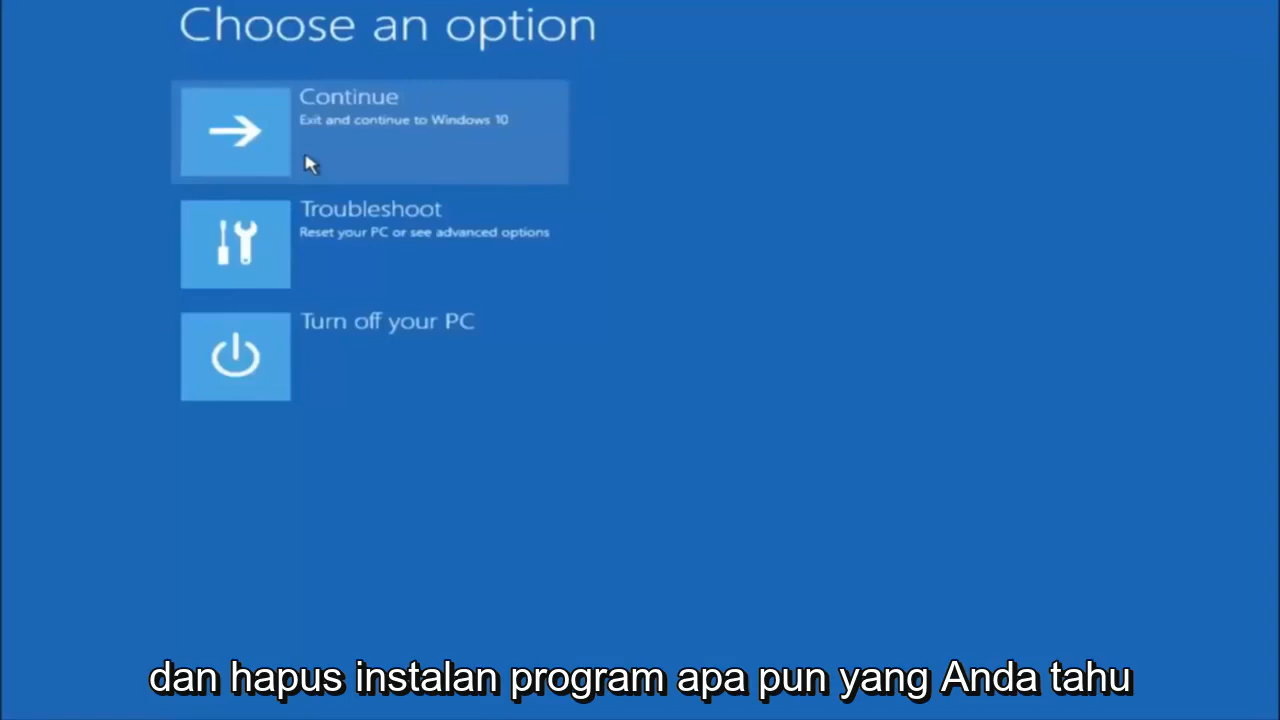 Choose an option
Continue
Exit and continue to Windows 10
Troubleshoot
Reset your PC or see advanced options
Turn off your PC
dan hapus instalan program apa pun yang Anda tahu